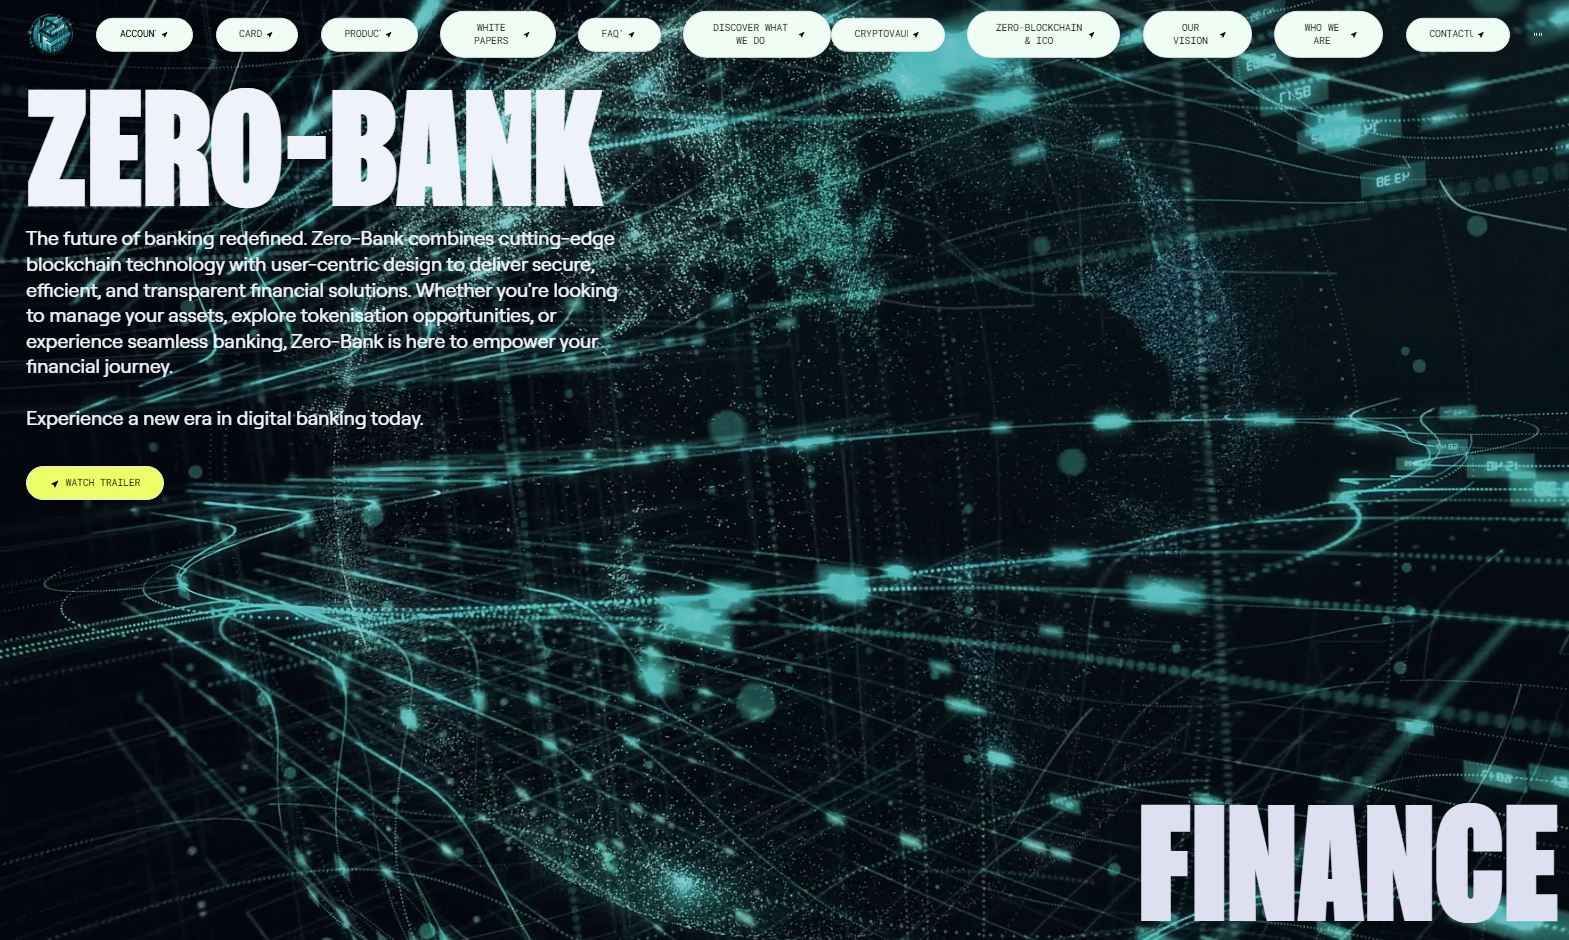 ACCOUN
CARD
PRODUC
WHITE
PAPERS
FAQ'
DISCOVER WHAT
WE DO
CRYPTOVAU
ZERO-BLOCKCHAIN
& ICO
OUR
VISION
WHO WE
ARE
CONTACTU
ZERO-BANK
The future of banking redefined. Zero-Bank combines cutting-edge
blockchain technology with user-centric design to deliver secure,
efficient, and transparent financial solutions. Whether you're looking
to manage your assets, explore tokenisation opportunities, or
experience seamless banking, Zero-Bank is here to empower your
financial journey.
Experience a new era in digital banking today.
WATCH TRAILER
FINANCE